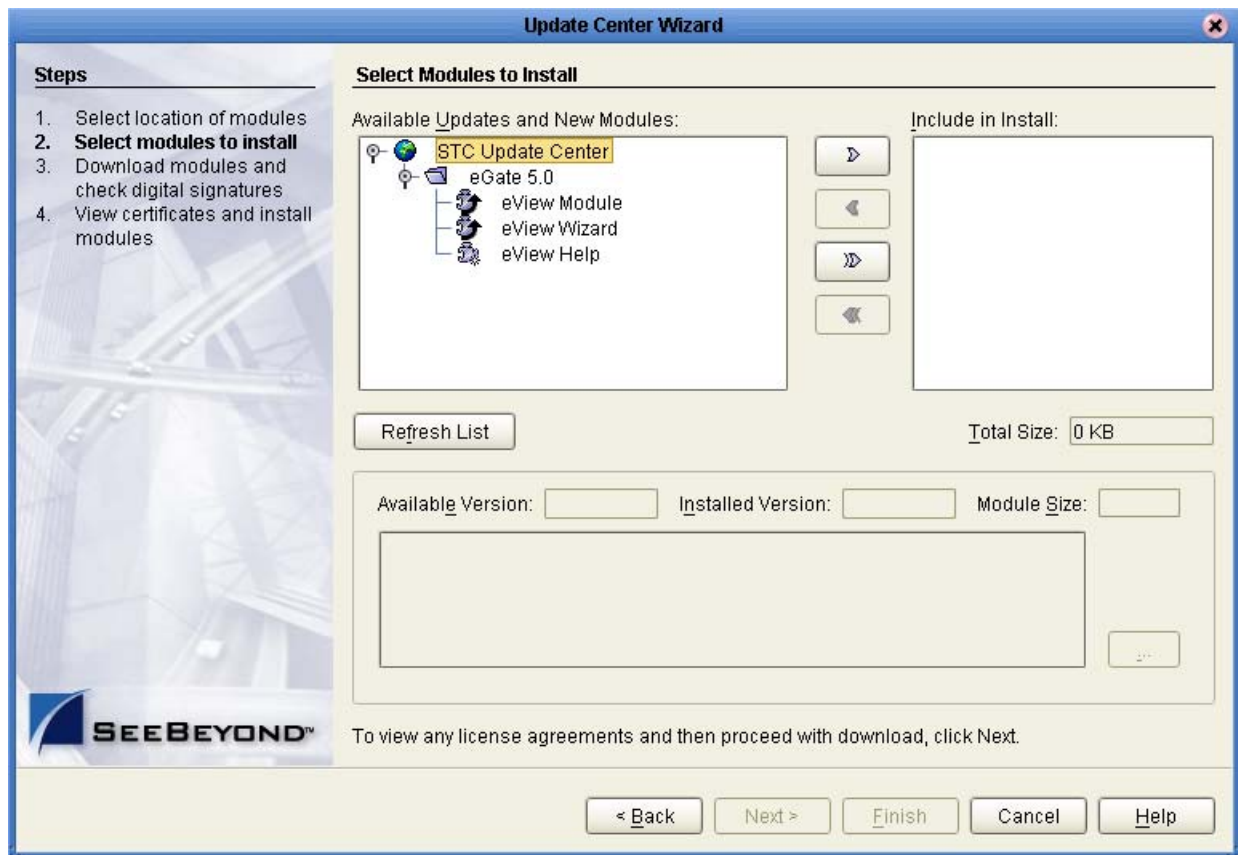 Update Center Wizard
Steps
1. Select location of modules
2. Select modules to install
3. Download modules and
check digital signatures
4. View certificates and install
modules
SEEBEYOND™
Select Modules to Install
Available Updates and New Modules:
STC Update Center
eGate 5.0
eView Module
eView Wizard
eView Help
Include in Install:
Refresh List
Total Size: 0 KB
Available Version:
Installed Version:
Module Size:
...
To view any license agreements and then proceed with download, click Next.
< Back
Next >
Finish
Cancel
Help